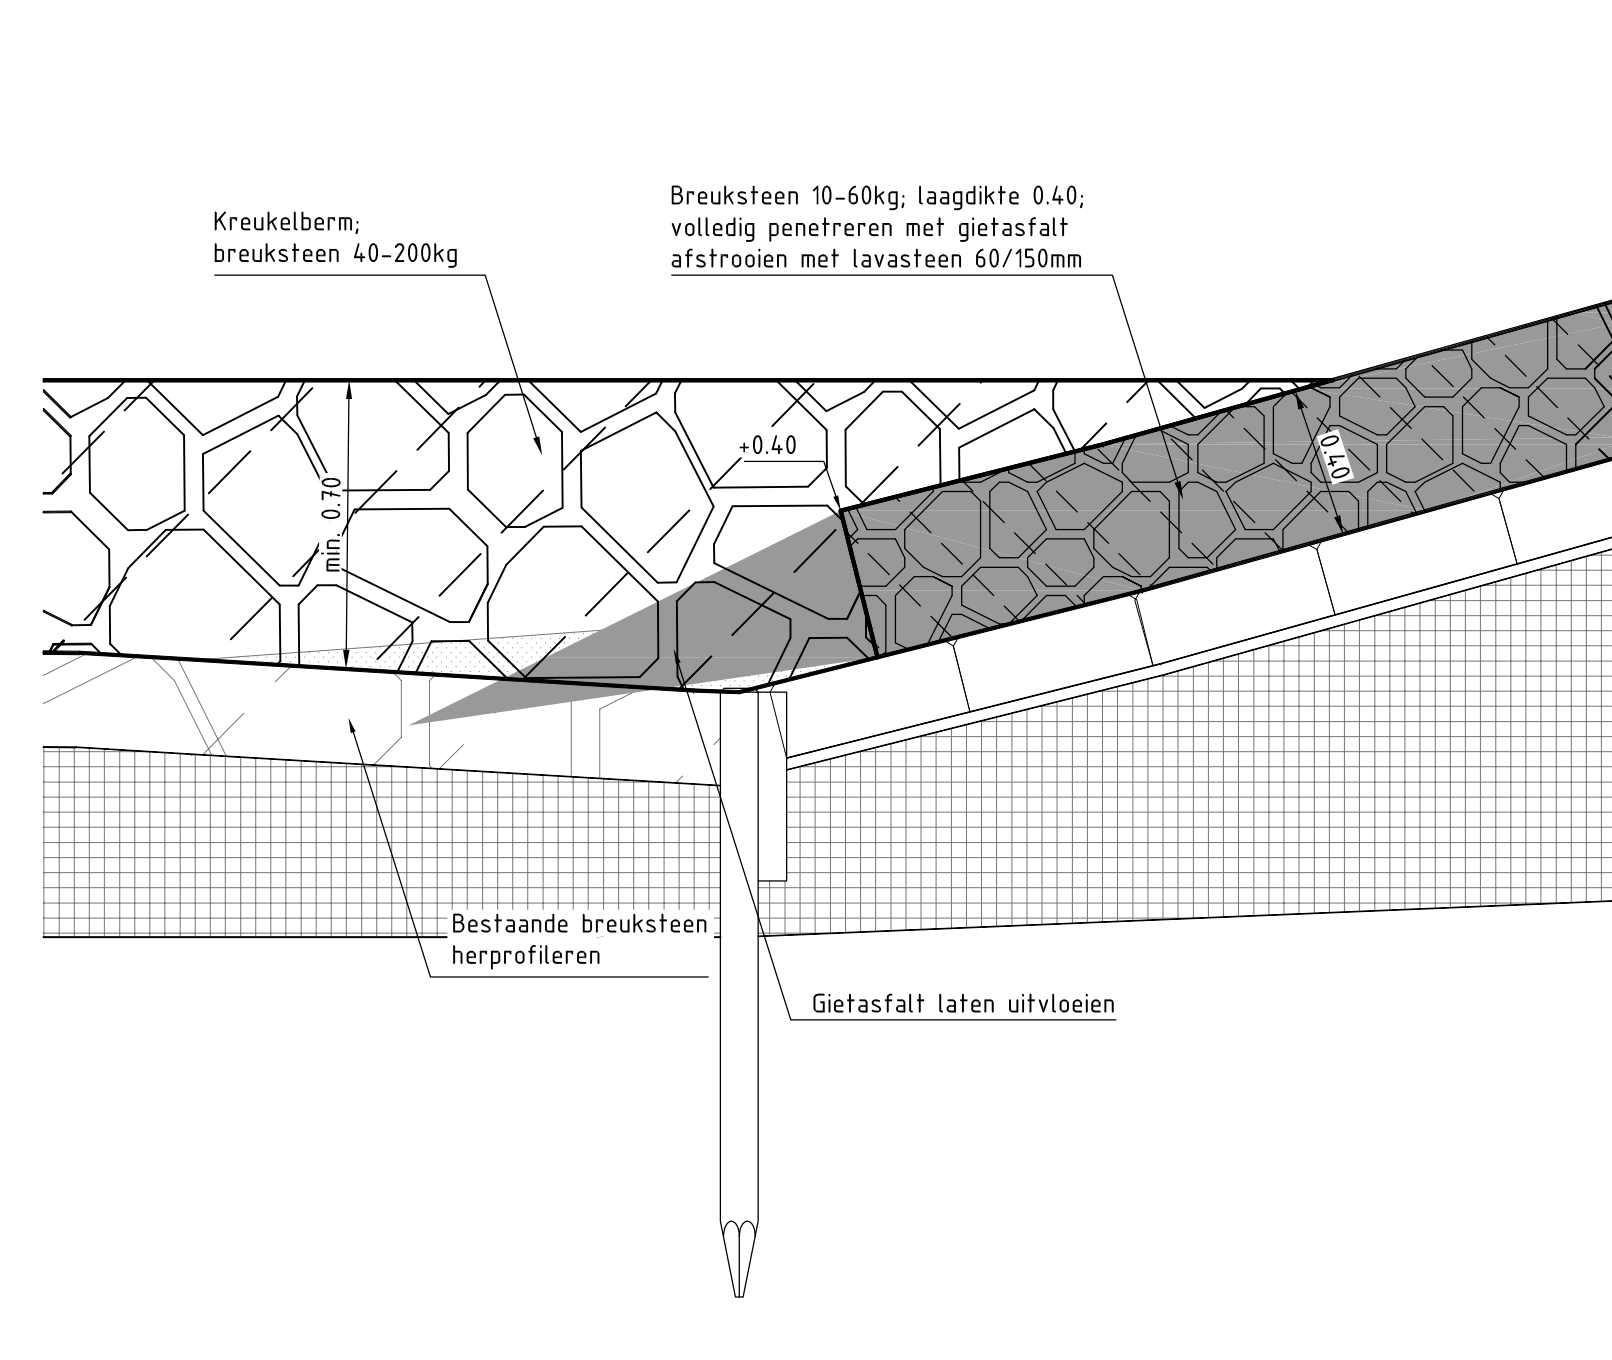 Kreukelberm;
breuksteen 40-200kg
Breuksteen 10-60kg; laagdikte 0.40;
volledig penetreren met gietasfalt
afstrooien met lavasteen 60/150mm
+0.40
0.40
min. 0.70
Bestaande breuksteen
herprofileren
Gietasfalt laten uitvloeien